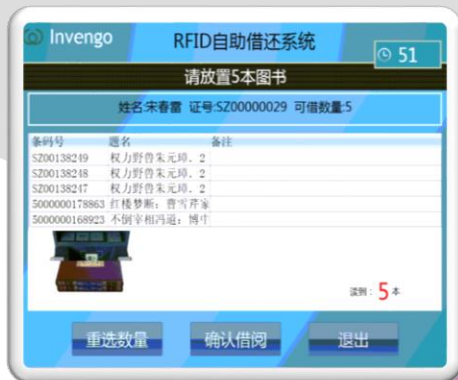 Invengo
RFID自助借还系统
51
请放置5本图书
姓名:宋春雷 证号:SZ00000029 可借数量:5
条码号 题名 备注
SZ00138249 权力野兽朱元璋．2
SZ00138248 权力野兽朱元璋．2
SZ00138247 权力野兽朱元璋．2
5000000178863 红楼梦断：曹雪芹家
5000000168923 不倒宰相冯道：博弈
读到：5本
重选数量 确认借阅 退出